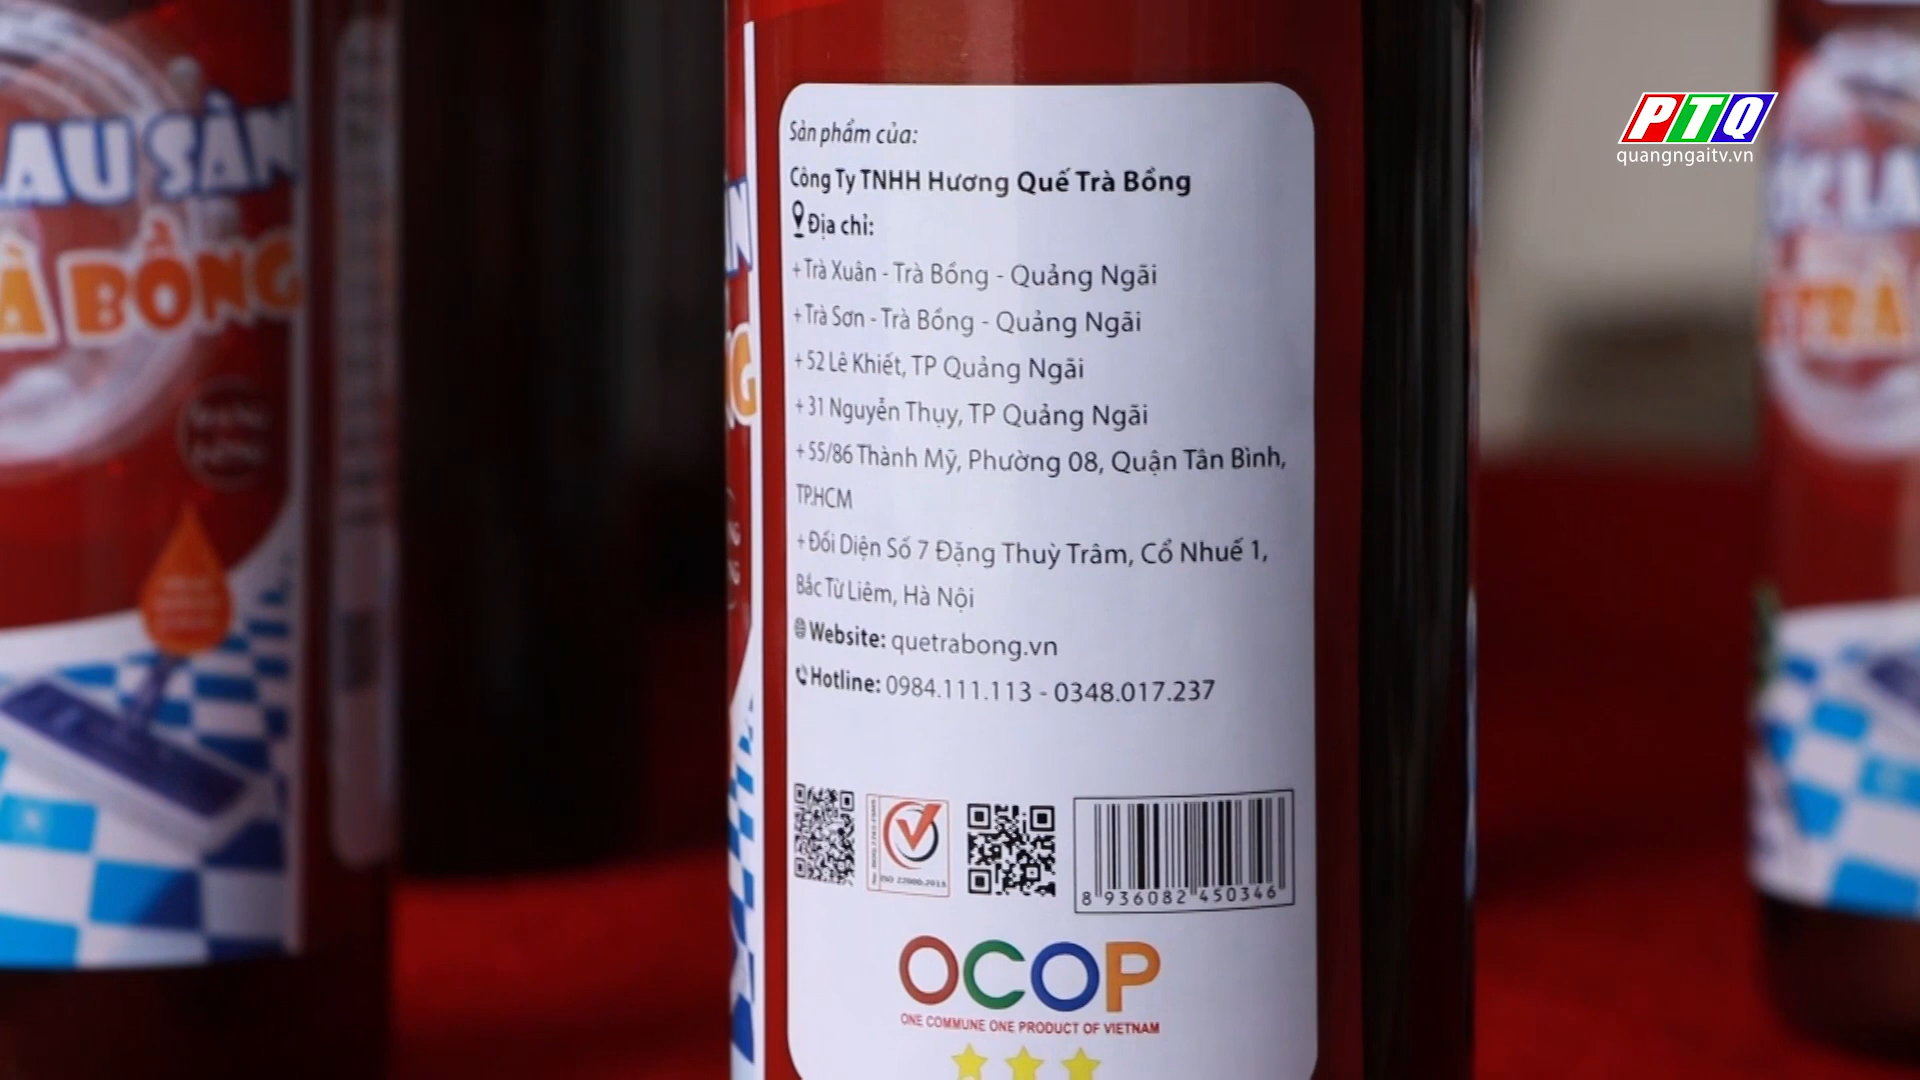 PTQ
quangngaitv.vn
LAU SÀN
À BỒNG
Sản phẩm của:
Công Ty TNHH Hương Quế Trà Bồng
Địa chỉ:
+ Trà Xuân - Trà Bồng - Quảng Ngãi
+ Trà Sơn - Trà Bồng - Quảng Ngãi
+ 52 Lê Khiết, TP Quảng Ngãi
+ 31 Nguyễn Thụy, TP Quảng Ngãi
+ 55/86 Thành Mỹ, Phường 08, Quận Tân Bình,
TP.HCM
+ Đối Diện Số 7 Đặng Thuỳ Trâm, Cổ Nhuế 1,
Bắc Từ Liêm, Hà Nội
Website: quetrabong.vn
Hotline: 0984.111.113 - 0348.017.237
8 936082 450346
OCOP
ONE COMMUNE ONE PRODUCT OF VIETNAM